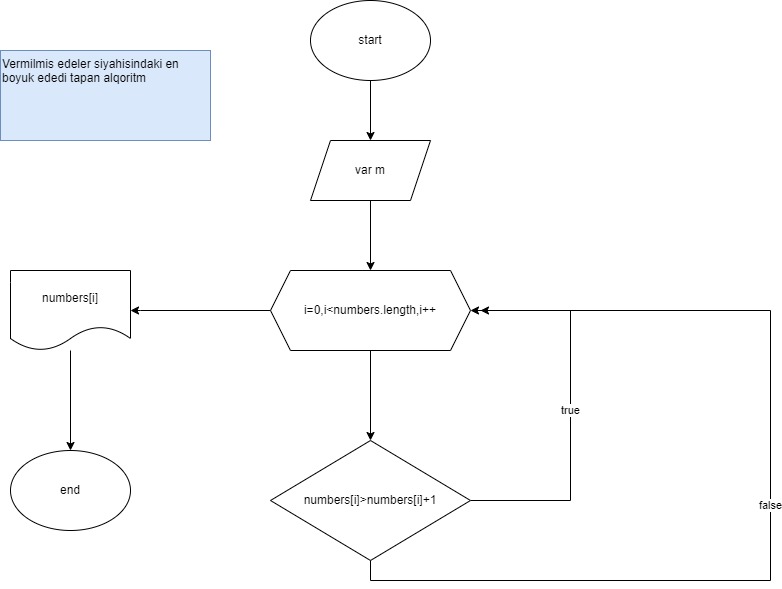 start
Vermilmis edeler siyahisindaki en
boyuk ededi tapan alqoritm
var m
numbers[i]
i=0,i<numbers.length,i++
true
end
numbers[i]>numbers[i]+1
false